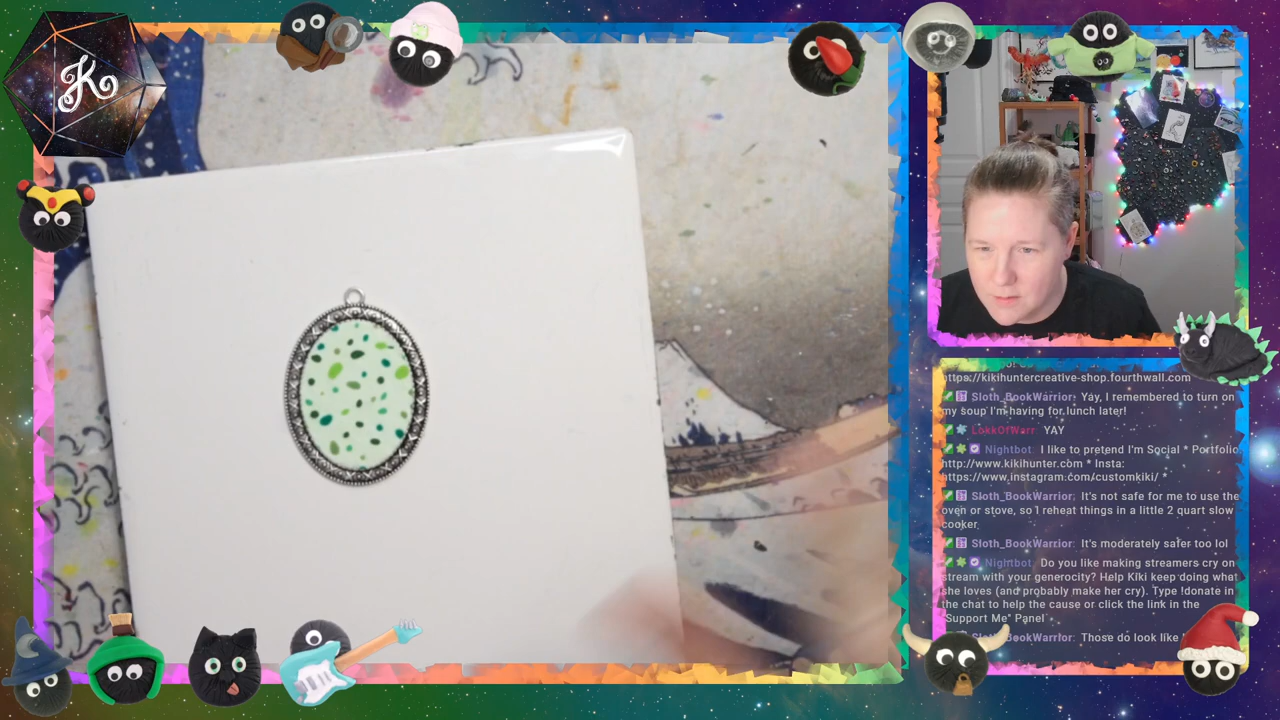 K
https://kikihuntercreative-shop.fourthwall.com
Sloth_BookWarrior: Yay, I remembered to turn on
my soup I'm having for lunch later!
LokkOfWarr: YAY
Nightbot: I like to pretend I'm Social * Portfolio:
http://www.kikihunter.com * Insta:
https://www.instagram.com/customkiki/ *
Sloth_BookWarrior: It's not safe for me to use the
oven or stove, so I reheat things in a little 2 quart slow
cooker
Sloth_BookWarrior: It's moderately safer too lol
Nightbot: Do you like making streamers cry on
stream with your generocity? Help Kiki keep doing what
she loves (and probably make her cry). Type !donate in
the chat to help the cause or click the link in the
"Support Me" Panel
Those do look like